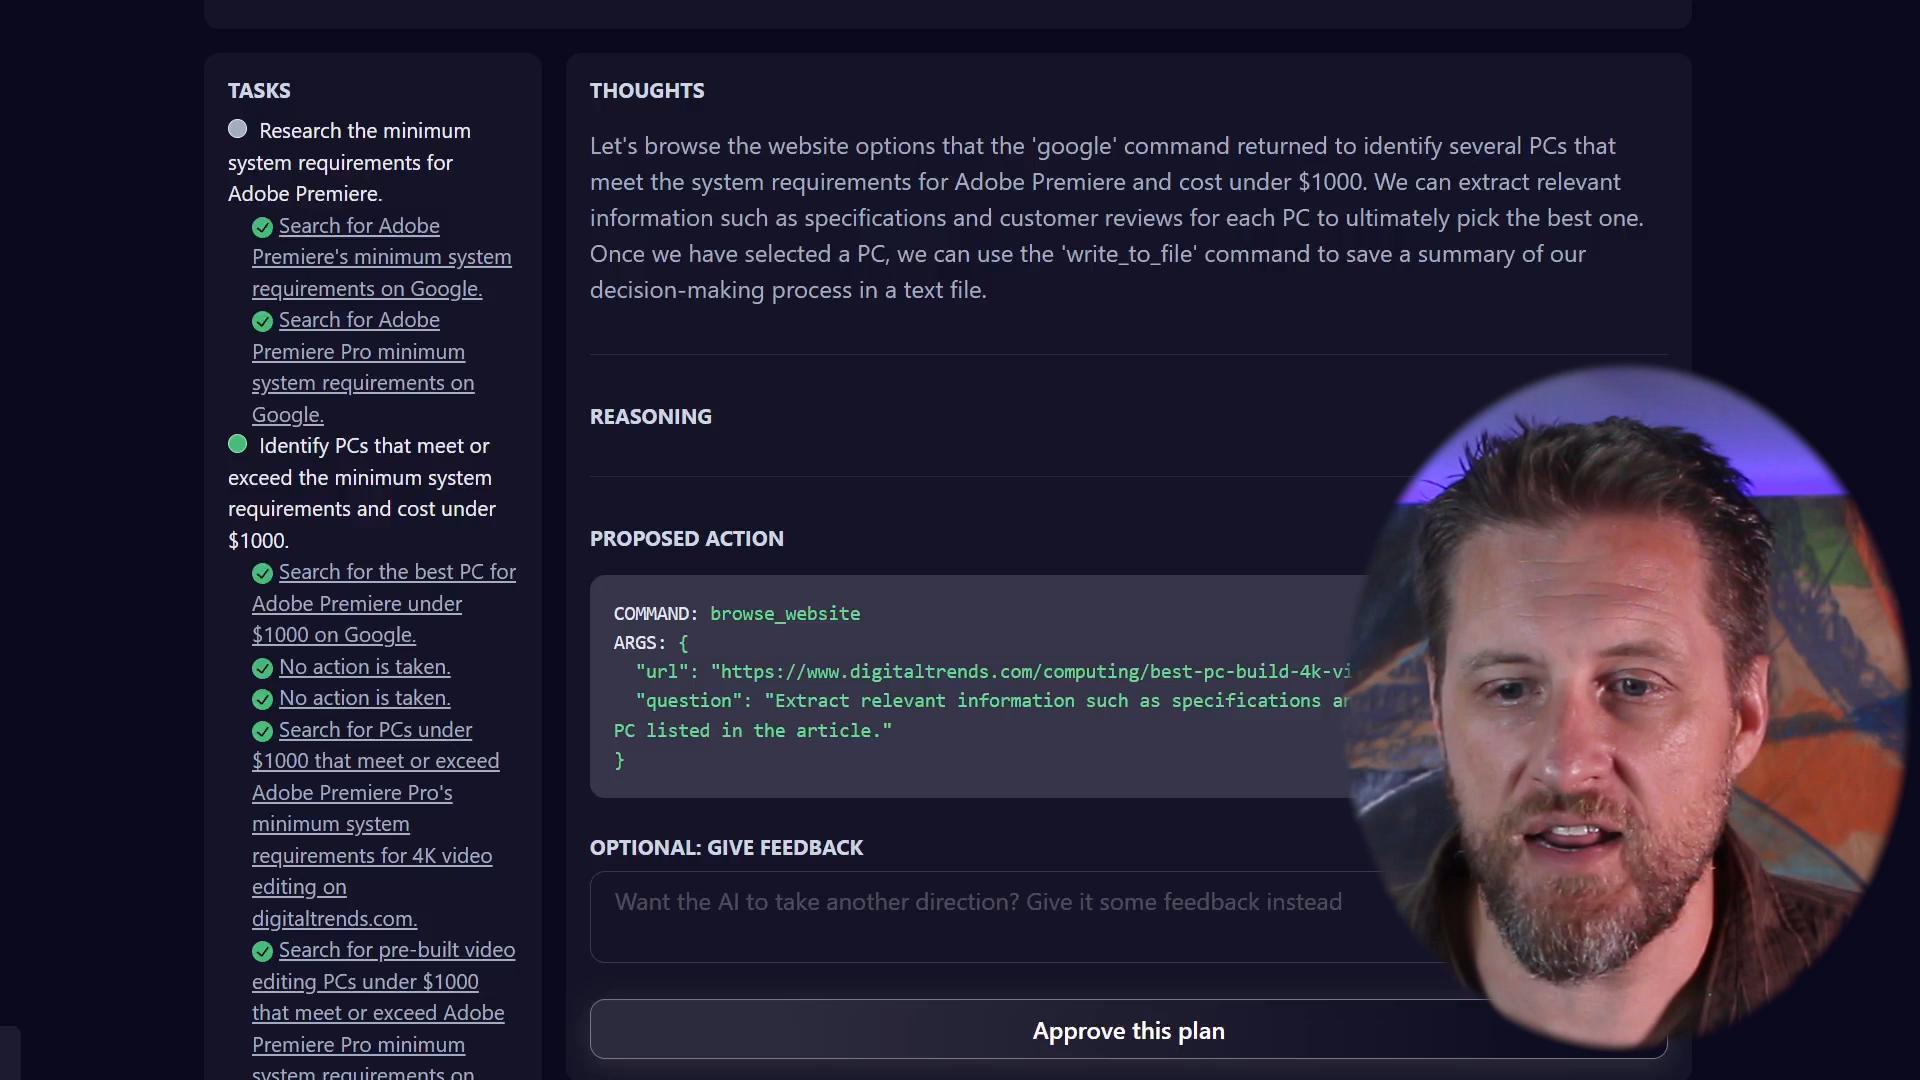 TASKS
Research the minimum
system requirements for
Adobe Premiere.
Search for Adobe
Premiere's minimum system
requirements on Google.
Search for Adobe
Premiere Pro minimum
system requirements on
Google.
Identify PCs that meet or
exceed the minimum system
requirements and cost under
$1000.
Search for the best PC for
Adobe Premiere under
$1000 on Google.
No action is taken.
No action is taken.
Search for PCs under
$1000 that meet or exceed
Adobe Premiere Pro's
minimum system
requirements for 4K video
editing on
digitaltrends.com.
Search for pre-built video
editing PCs under $1000
that meet or exceed Adobe
Premiere Pro minimum
system requirements on
THOUGHTS
Let's browse the website options that the 'google' command returned to identify several PCs that
meet the system requirements for Adobe Premiere and cost under $1000. We can extract relevant
information such as specifications and customer reviews for each PC to ultimately pick the best one.
Once we have selected a PC, we can use the 'write_to_file' command to save a summary of our
decision-making process in a text file.
REASONING
PROPOSED ACTION
COMMAND: browse_website
ARGS: {
"url": "https://www.digitaltrends.com/computing/best-pc-build-4k-vi
"question": "Extract relevant information such as specifications
PC listed in the article."
}
OPTIONAL: GIVE FEEDBACK
Want the AI to take another direction? Give it some feedback instead
Approve this plan